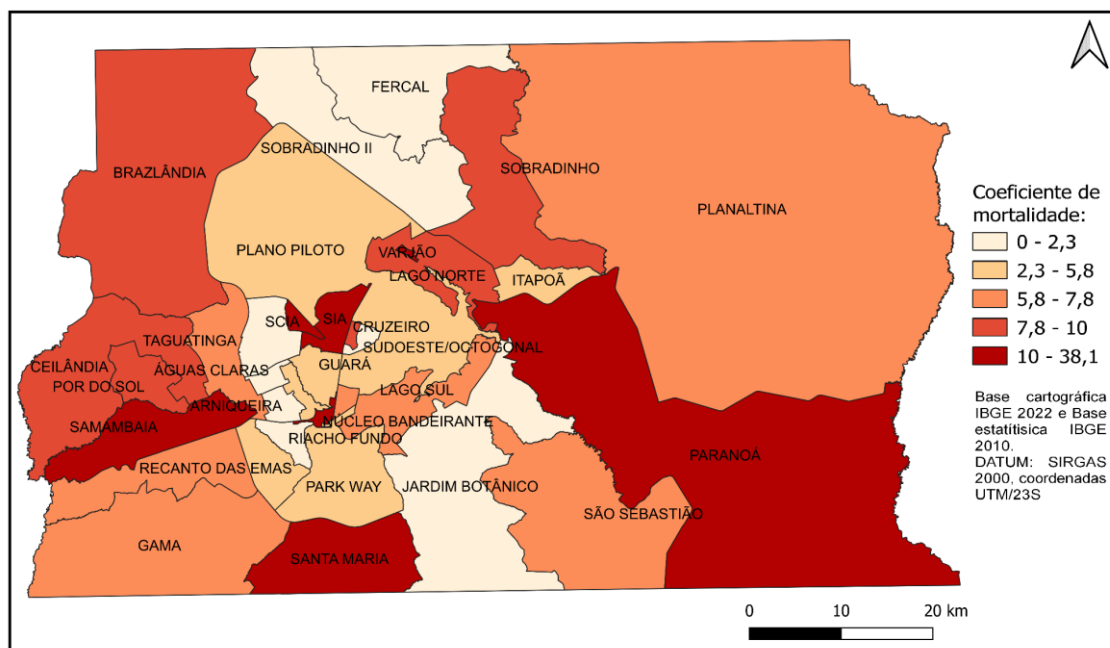 FERCAL
SOBRADINHO II
BRAZLÂNDIA
SOBRADINHO
PLANALTINA
PLANO PILOTO
VARJÃO
LAGO NORTE
ITAPOÃ
SCIA
SIA
CRUZEIRO
TAGUATINGA
SUDOESTE/OCTOGONAL
CEILÂNDIA
ÁGUAS CLARAS
GUARÁ
POR DO SOL
LAGO SUL
ARNIQUEIRA
SAMAMBAIA
NÚCLEO BANDEIRANTE
RIACHO FUNDO
PARANOÁ
RECANTO DAS EMAS
PARK WAY
JARDIM BOTÂNICO
SÃO SEBASTIÃO
GAMA
SANTA MARIA
Coeficiente de
mortalidade:
0 - 2,3
2,3 - 5,8
5,8 - 7,8
7,8 - 10
10 - 38,1
Base cartográfica
IBGE 2022 e Base
estatítisica IBGE
2010.
DATUM: SIRGAS
2000, coordenadas
UTM/23S
0 10 20 km